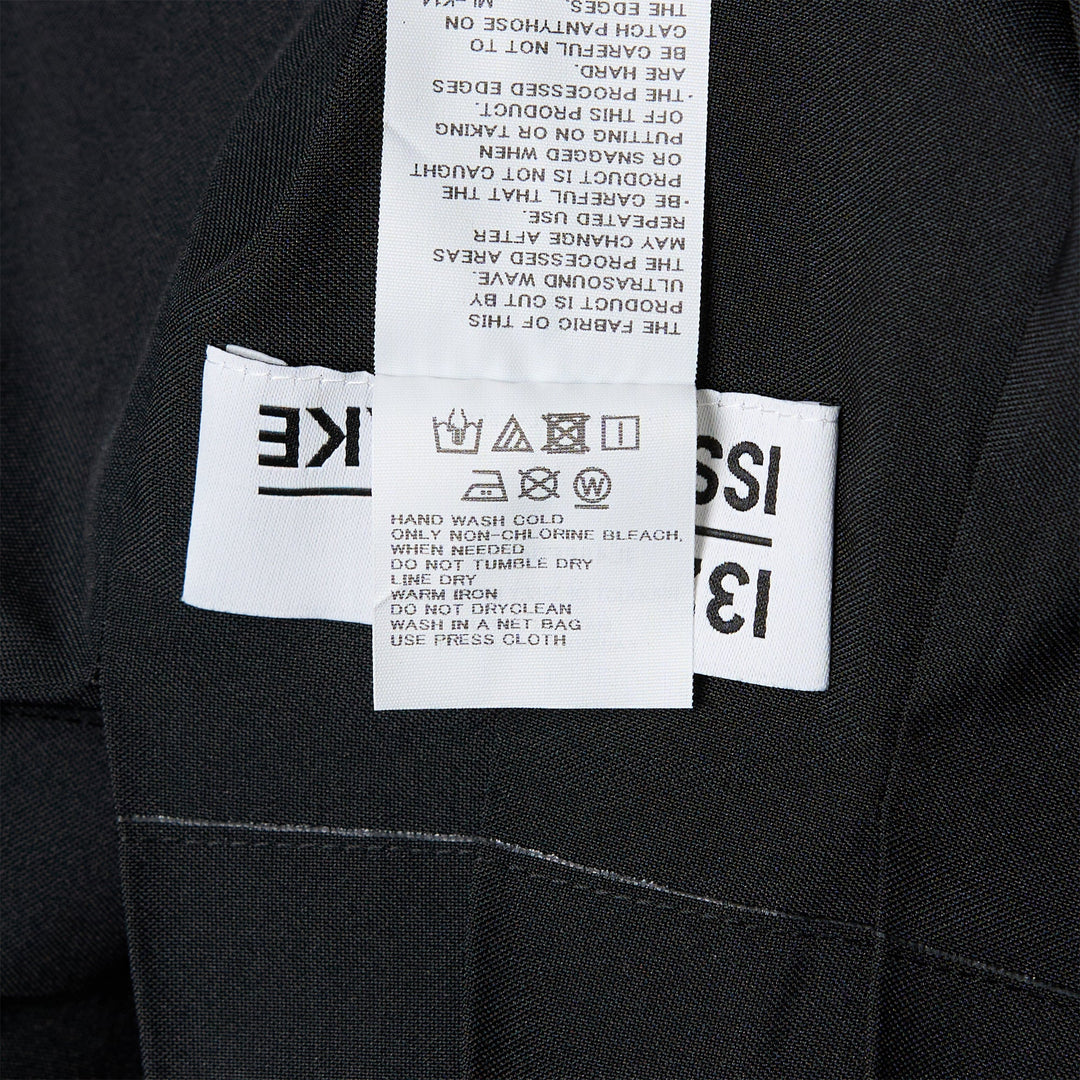 THE FABRIC OF THIS
PRODUCT IS CUT BY
ULTRASOUND WAVE.
THE PROCESSED AREAS
MAY CHANGE AFTER
REPEATED USE.
·BE CAREFUL THAT THE
PRODUCT IS NOT CAUGHT
OR SNAGGED WHEN
PUTTING ON OR TAKING
OFF THIS PRODUCT.
·THE PROCESSED EDGES
ARE HARD.
BE CAREFUL NOT TO
CATCH PANTYHOSE ON
THE EDGES.
W
HAND WASH COLD
ONLY NON-CHLORINE BLEACH,
WHEN NEEDED
DO NOT TUMBLE DRY
LINE DRY
WARM IRON
DO NOT DRYCLEAN
WASH IN A NET BAG
USE PRESS CLOTH